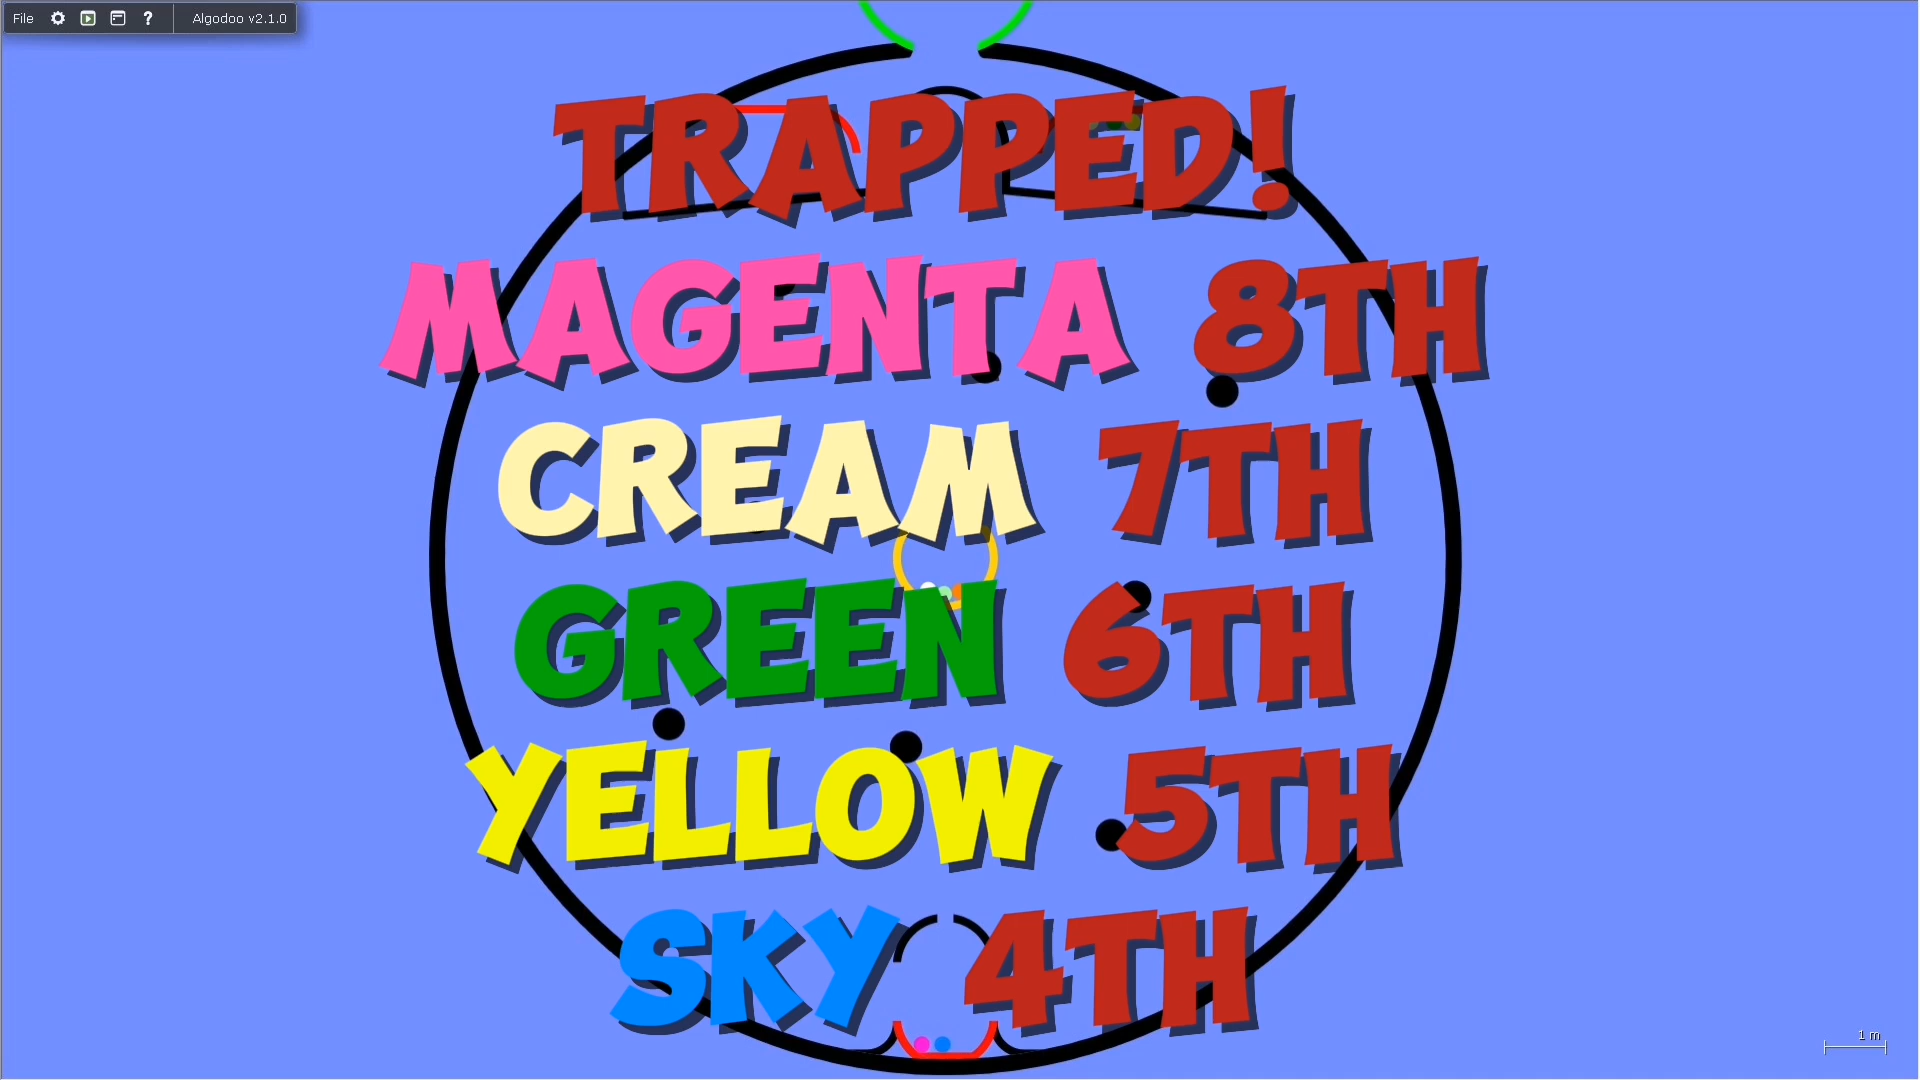 File ? Algodoo v2.1.0
TRAPPED!
MAGENTA 8TH
CREAM 7TH
GREEN 6TH
YELLOW 5TH
SKY 4TH
1 m